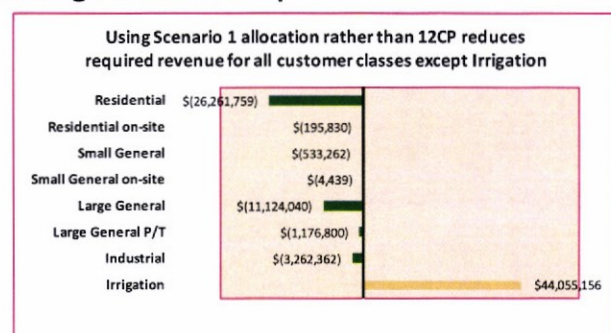 Using Scenario 1 allocation rather than 12CP reduces
required revenue for all customer classes except Irrigation
Residential $(26,261,759)
Residential on-site $(195,830)
Small General $(533,262)
Small General on-site $(4,439)
Large General $(11,124,040)
Large General P/T $(1,176,800)
Industrial $(3,262,362)
Irrigation $44,055,156